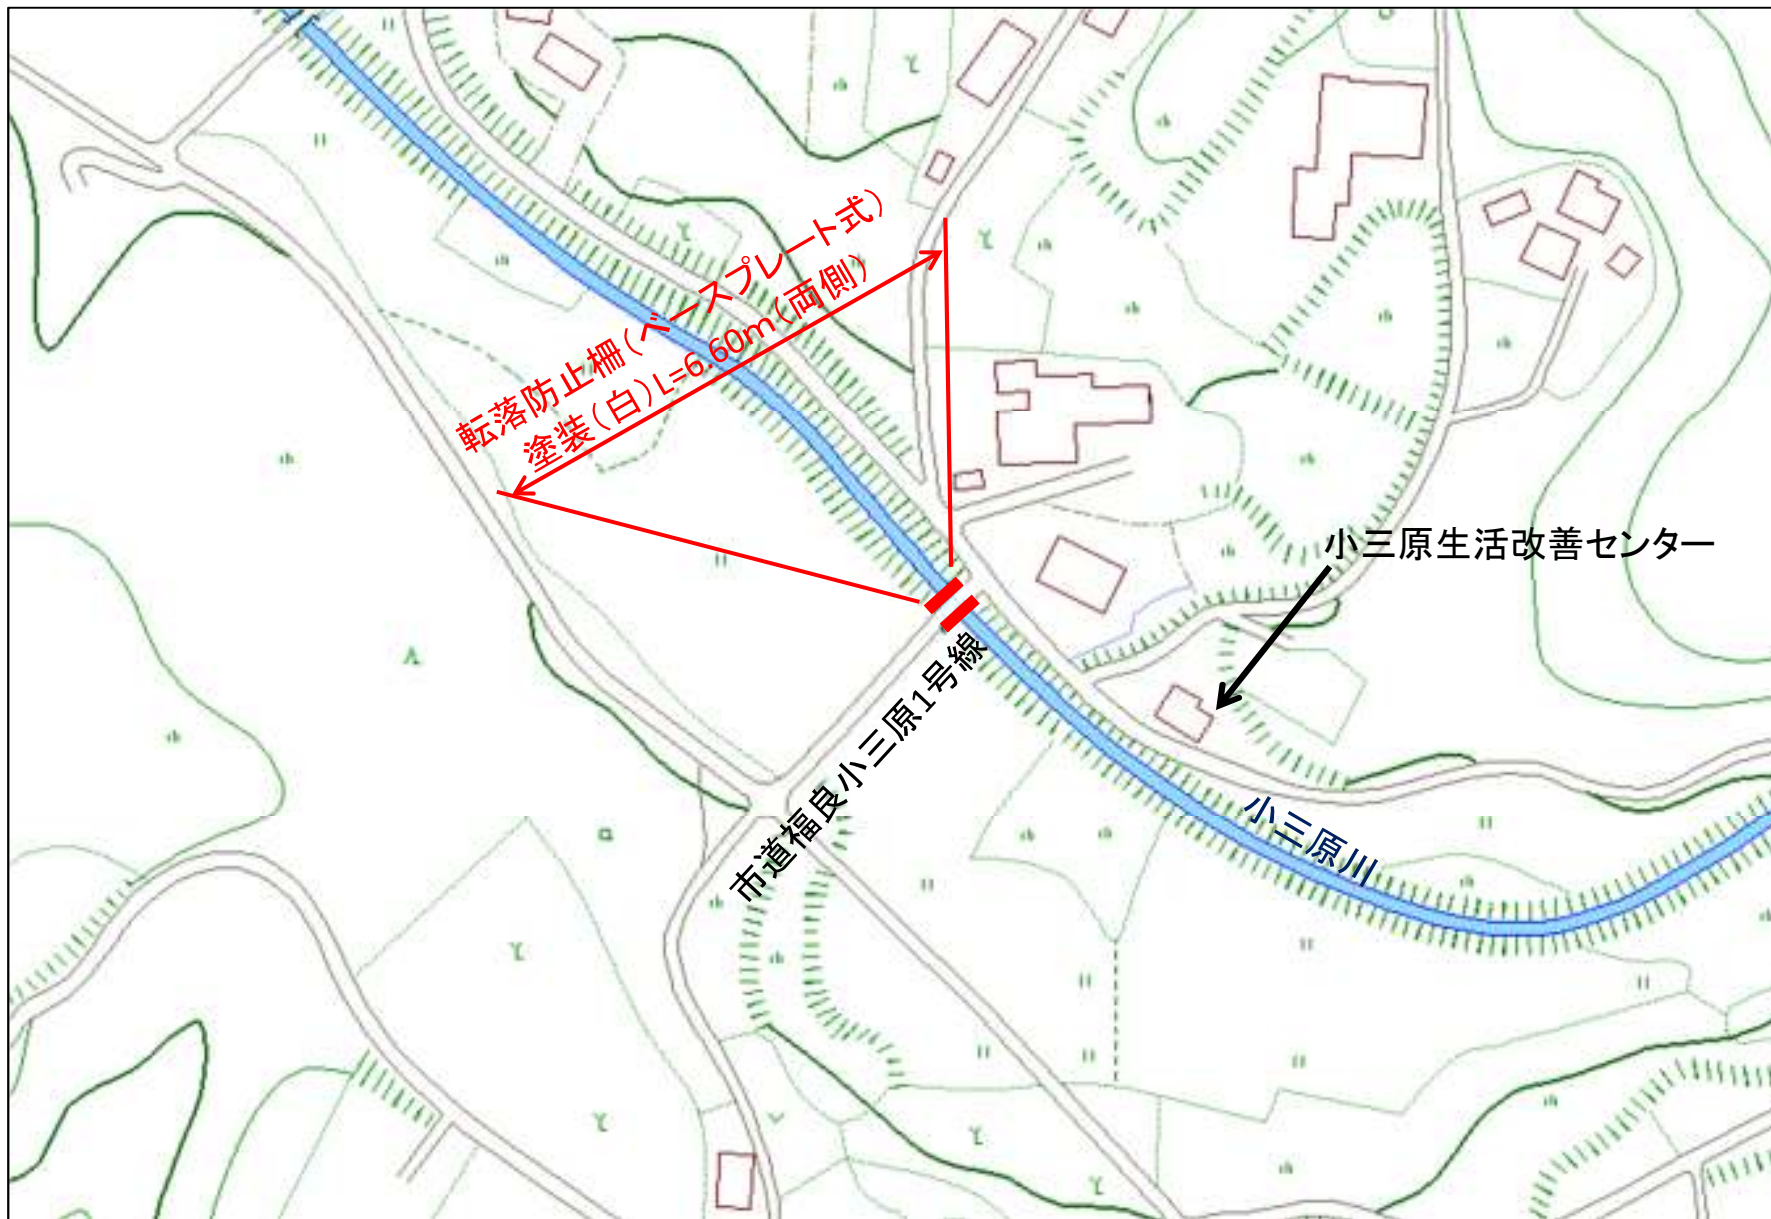 転落防止柵(ベースプレート式)
塗装(白)L=6.60m(両側)
小三原生活改善センター
市道福良小三原1号線
小三原川